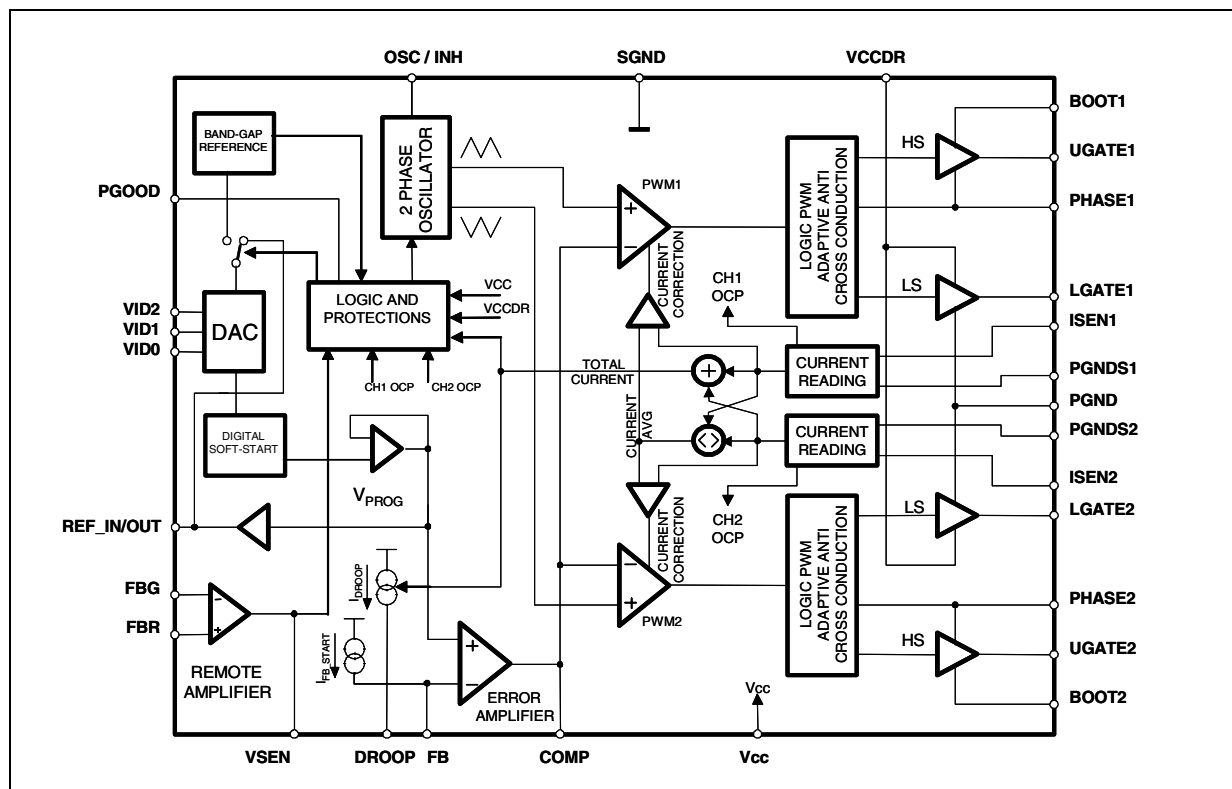 OSC / INH
SGND
VCCDR
BOOT1
UGATE1
PHASE1
LGATE1
ISEN1
PGNDS1
PGND
PGNDS2
ISEN2
LGATE2
PHASE2
UGATE2
BOOT2
PGOOD
VID2
VID1
VID0
REF_IN/OUT
FBG
FBR
BAND-GAP
REFERENCE
2 PHASE
OSCILLATOR
DAC
LOGIC AND
PROTECTIONS
VCC
VCCDR
CH1 OCP
CH2 OCP
DIGITAL
SOFT-START
VPROG
IDROOP
IFB_START
REMOTE
AMPLIFIER
ERROR
AMPLIFIER
+
-
-
+
PWM1
+
-
CURRENT
CORRECTION
TOTAL
CURRENT
CURRENT
AVG
+
<>
CH1
OCP
CURRENT
READING
CURRENT
READING
CH2
OCP
CURRENT
CORRECTION
-
+
PWM2
LOGIC PWM
ADAPTIVE ANTI
CROSS CONDUCTION
HS
LS
LOGIC PWM
ADAPTIVE ANTI
CROSS CONDUCTION
LS
HS
Vcc
VSEN
DROOP
FB
COMP
Vcc